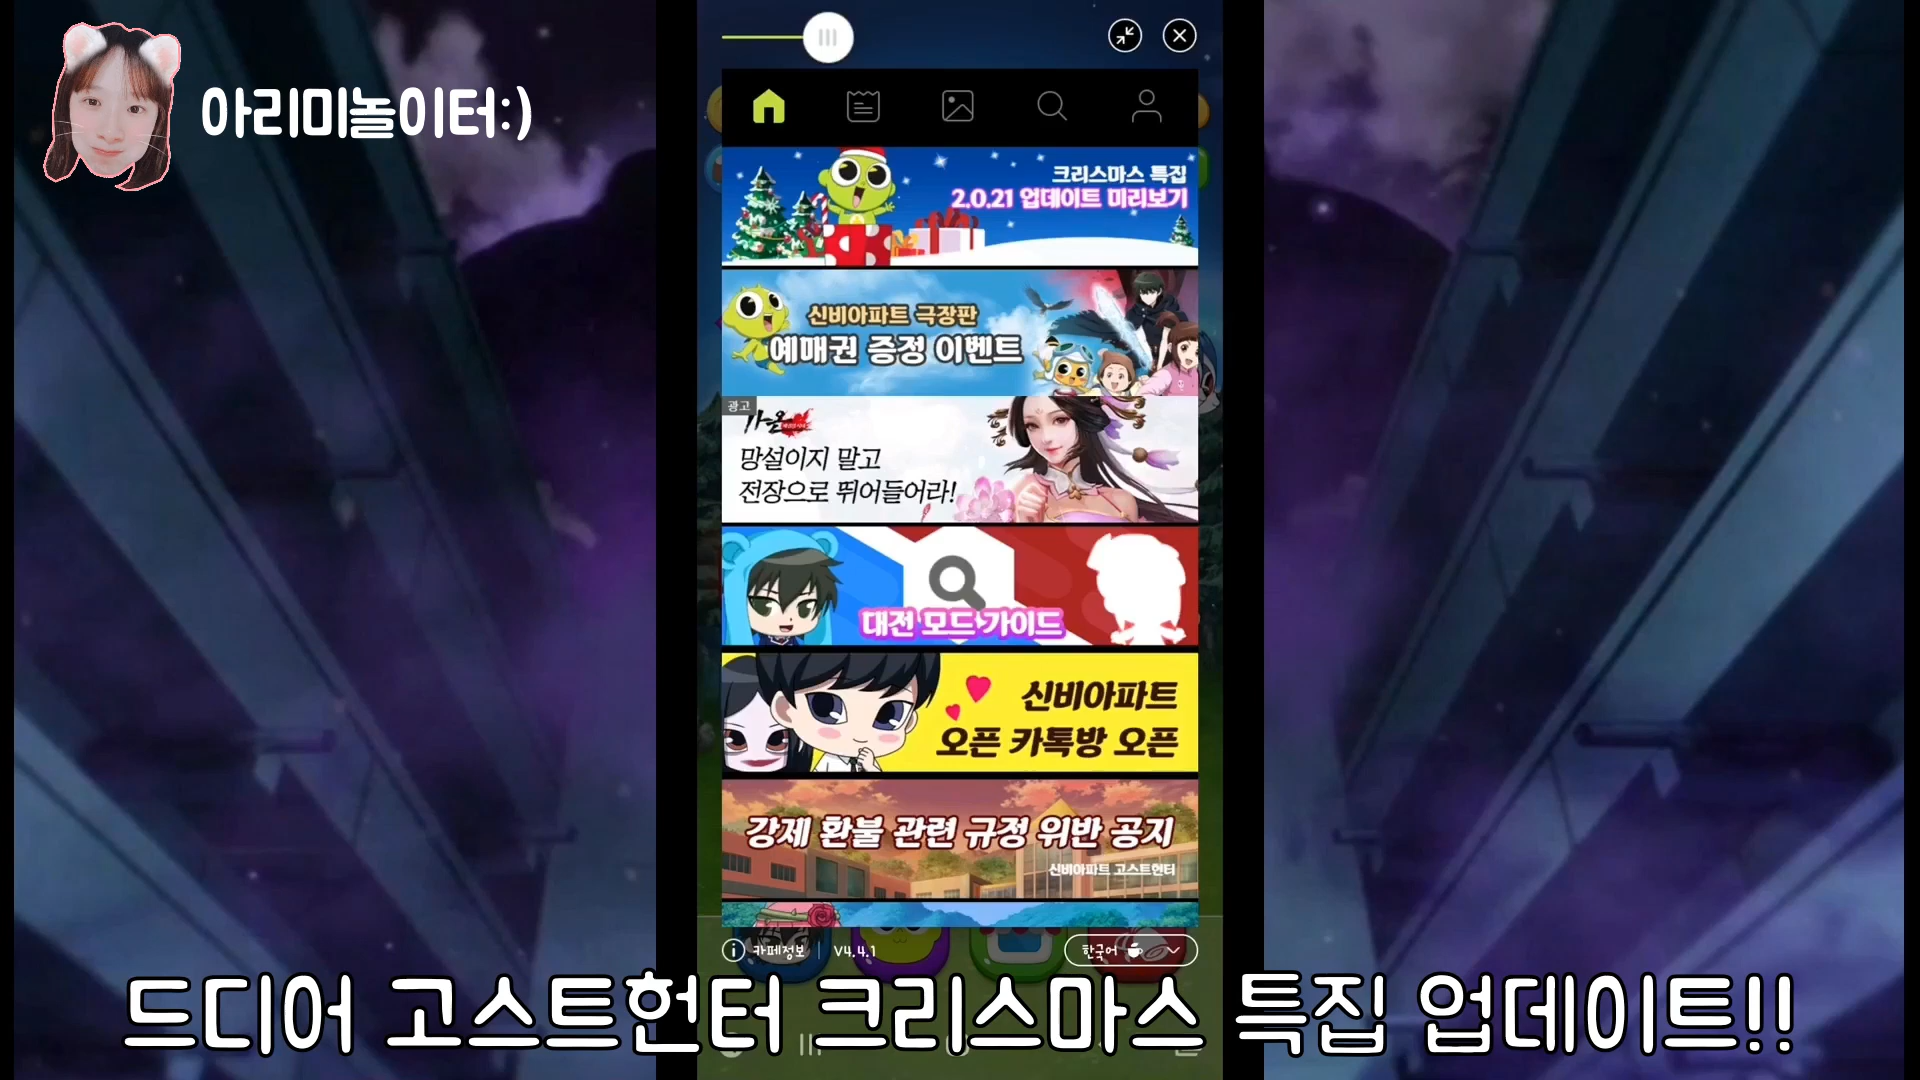 아리미놀이터:)
크리스마스 특집
2.0.21 업데이트 미리보기
신비아파트 극장판
예매권 증정 이벤트
광고
가온
망설이지 말고
전장으로 뛰어들어라!
대전 모드 가이드
신비아파트
오픈 카톡방 오픈
강제 환불 관련 규정 위반 공지
신비아파트 고스트헌터
카페정보 | V4.4.1
한국어
드디어 고스트헌터 크리스마스 특집 업데이트!!